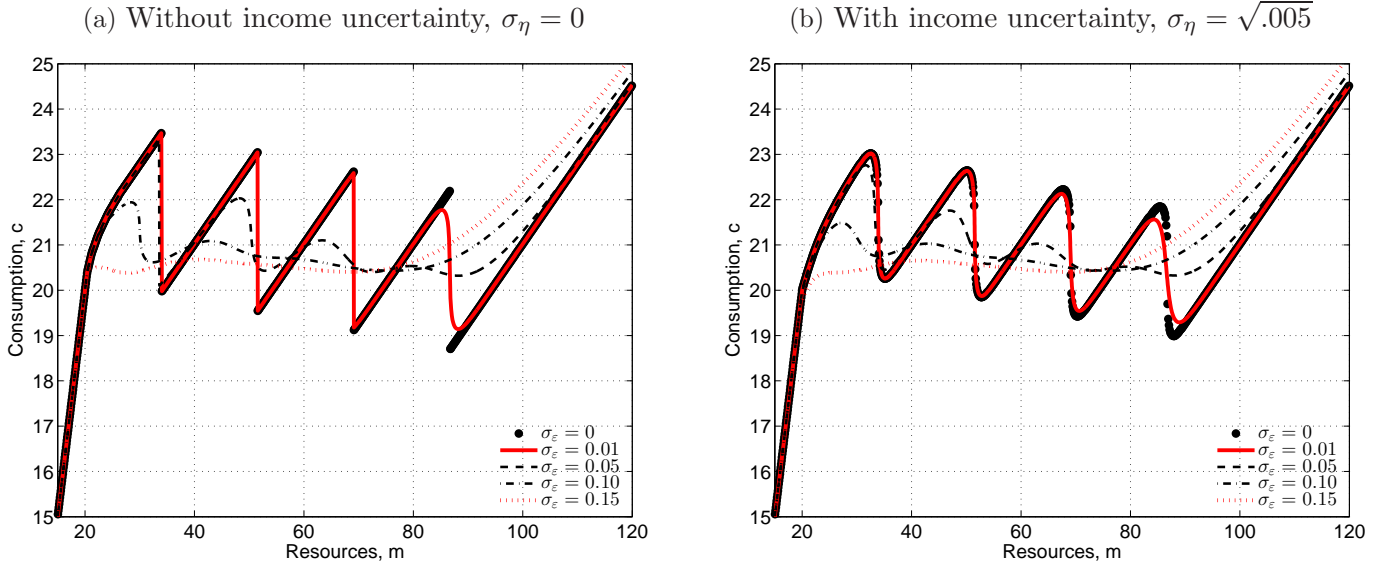 (a) Without income uncertainty, σ_η = 0
25
24
23
22
21
20
19
18
17
16
15
Consumption, c
20
40
60
80
100
120
Resources, m
σ_ε = 0
σ_ε = 0.01
σ_ε = 0.05
σ_ε = 0.10
σ_ε = 0.15
(b) With income uncertainty, σ_η = √.005
25
24
23
22
21
20
19
18
17
16
15
Consumption, c
20
40
60
80
100
120
Resources, m
σ_ε = 0
σ_ε = 0.01
σ_ε = 0.05
σ_ε = 0.10
σ_ε = 0.15